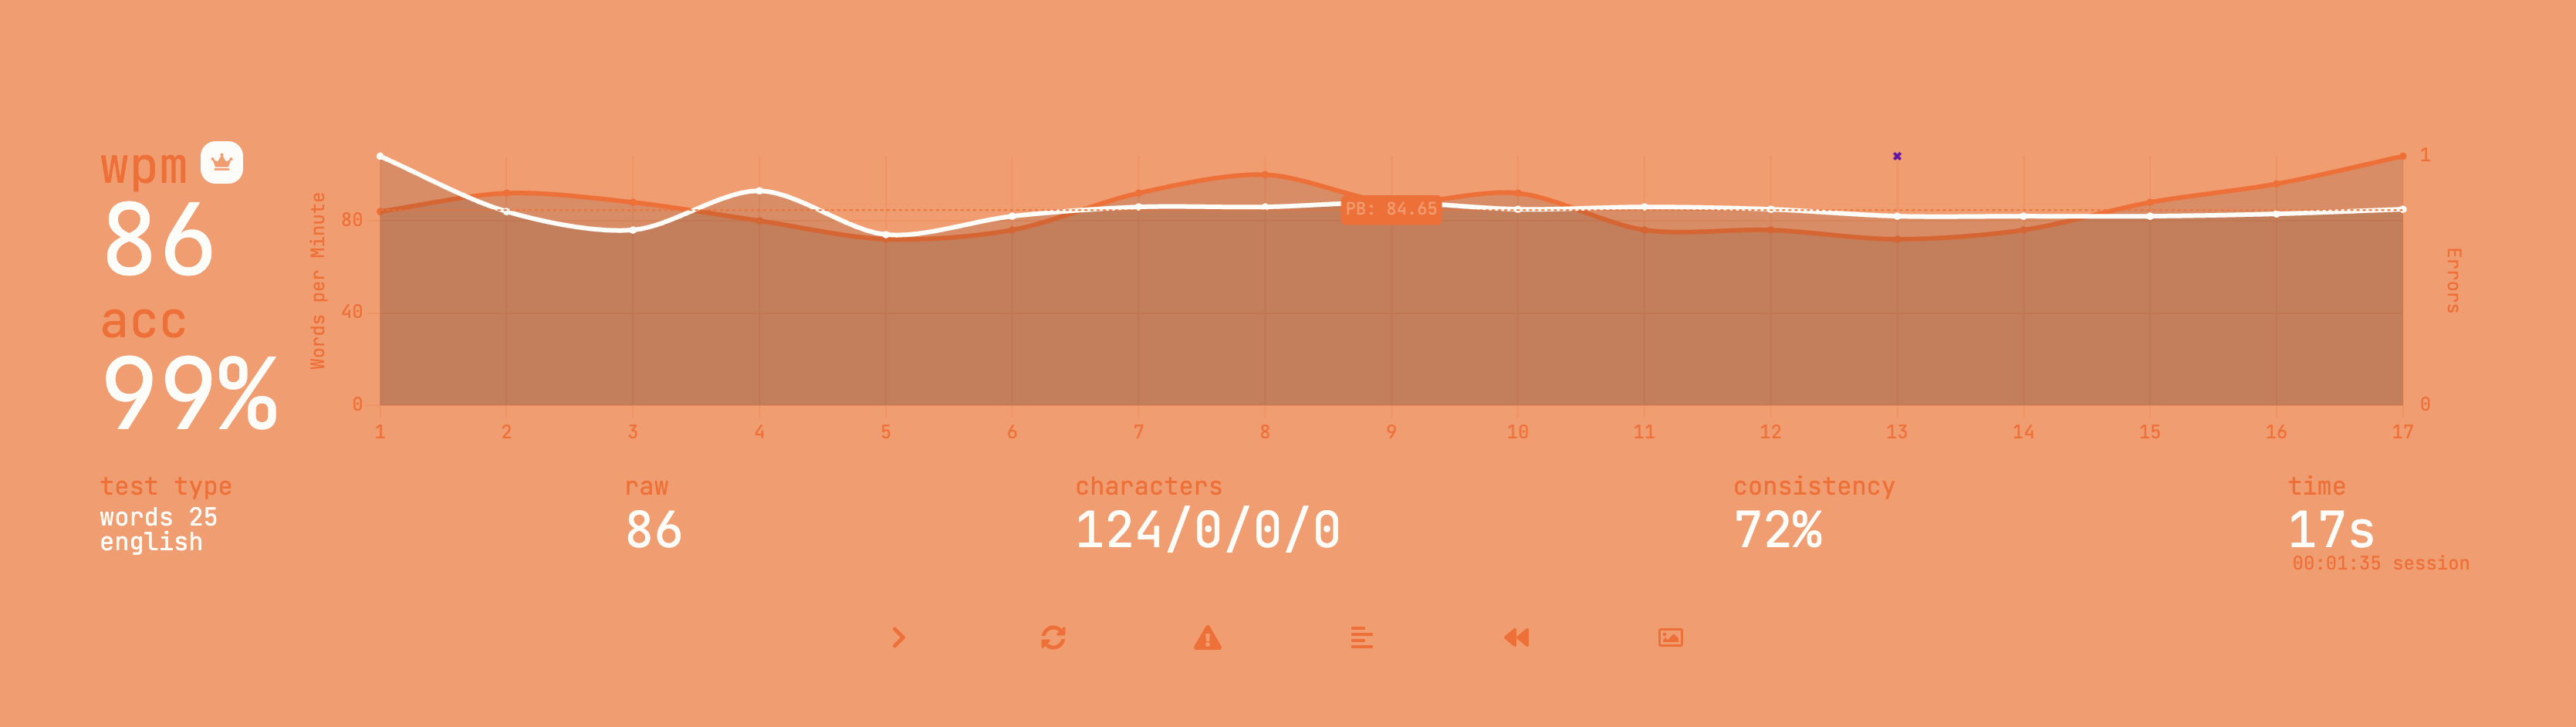 wpm
86
acc
99%
Words per Minute
80
40
0
PB: 84.65
1
0
Errors
1 2 3 4 5 6 7 8 9 10 11 12 13 14 15 16 17
test type
words 25
english
raw
86
characters
124/0/0/0
consistency
72%
time
17s
00:01:35 session